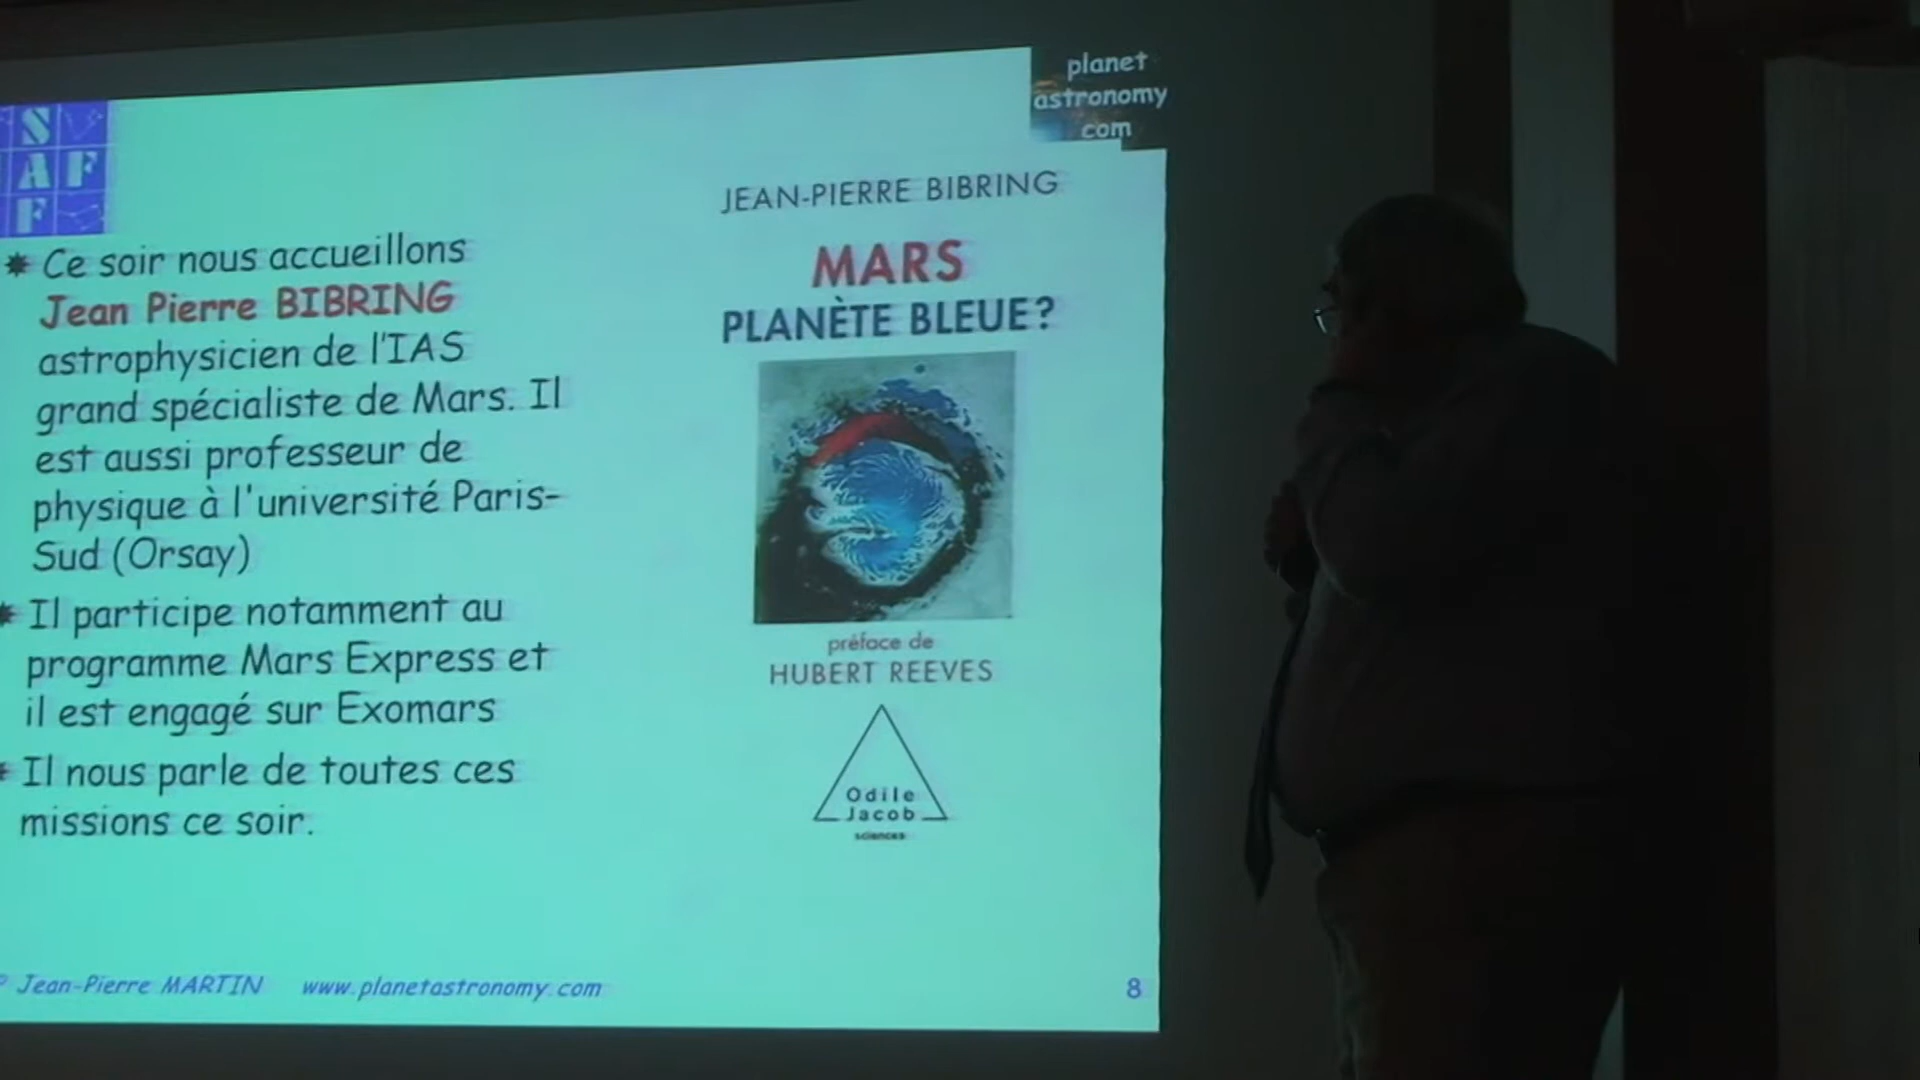 planet
astronomy
com
S
A F
F
Ce soir nous accueillons
Jean Pierre BIBRING
astrophysicien de l'IAS
grand spécialiste de Mars. Il
est aussi professeur de
physique à l'université Paris-
Sud (Orsay)
Il participe notamment au
programme Mars Express et
il est engagé sur Exomars
Il nous parle de toutes ces
missions ce soir.
JEAN-PIERRE BIBRING
MARS
PLANÈTE BLEUE?
préface de
HUBERT REEVES
Odile
Jacob
sciences
Jean-Pierre MARTIN www.planetastronomy.com
8